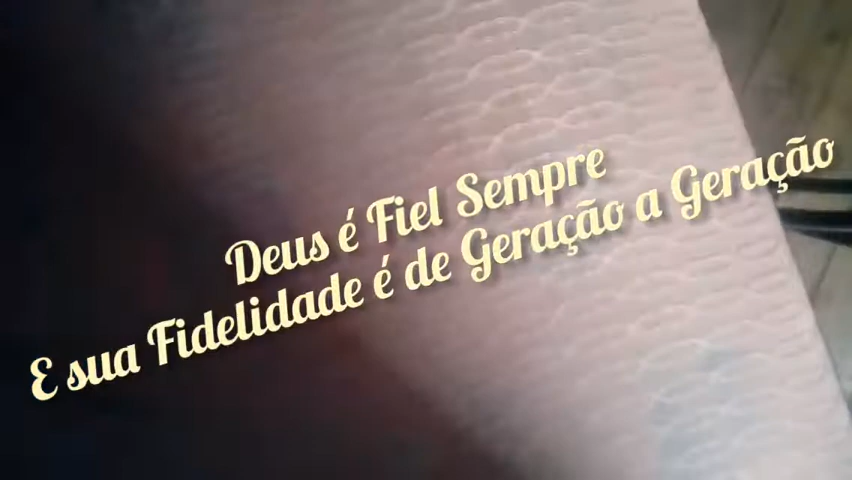 Deus é Fiel Sempre
E sua Fidelidade é de Geração a Geração